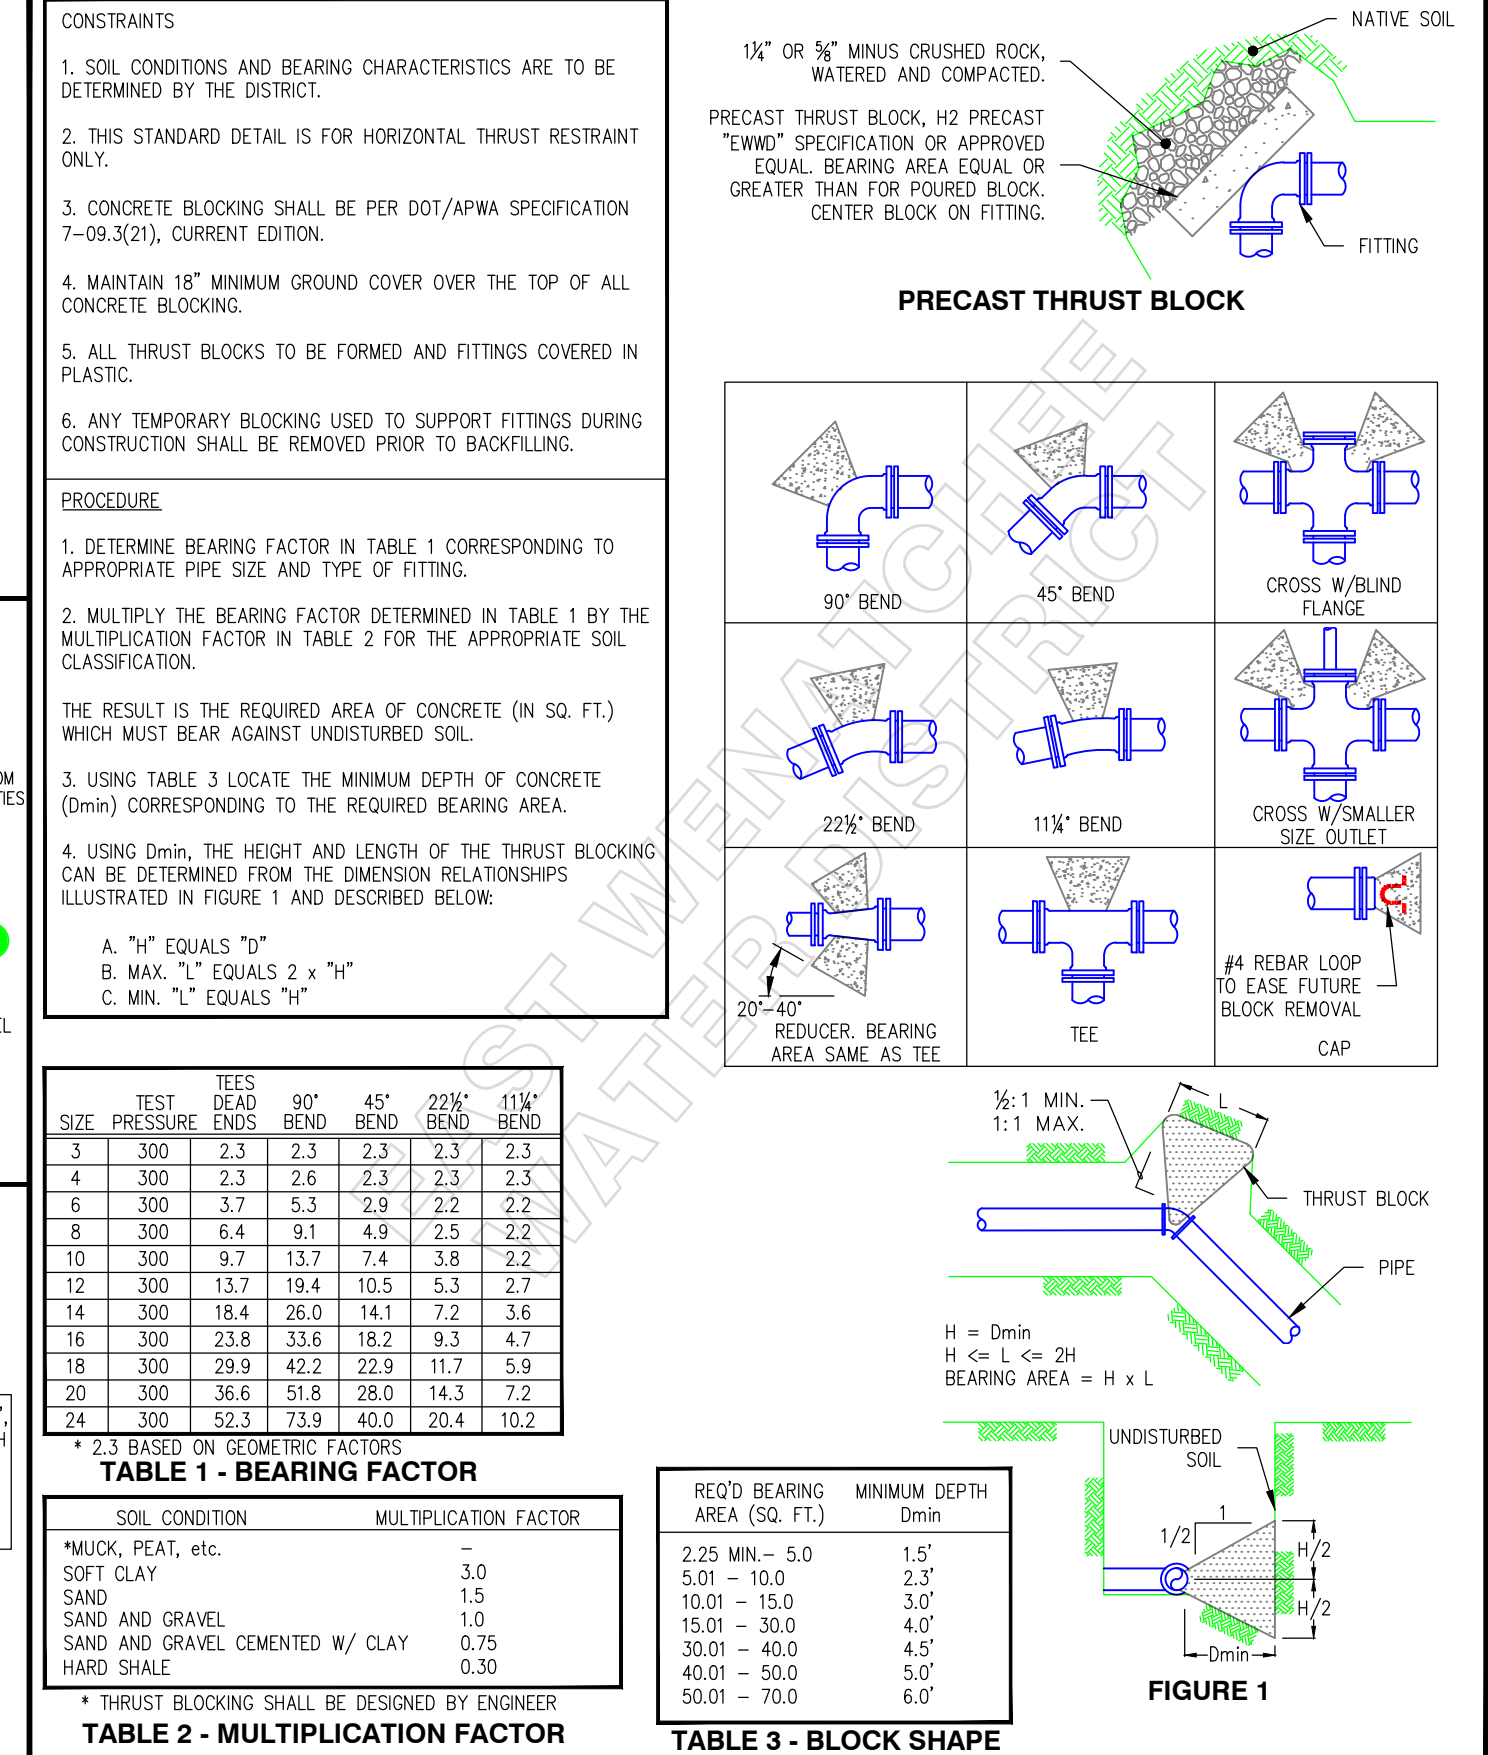 CONSTRAINTS
1. SOIL CONDITIONS AND BEARING CHARACTERISTICS ARE TO BE
DETERMINED BY THE DISTRICT.
2. THIS STANDARD DETAIL IS FOR HORIZONTAL THRUST RESTRAINT
ONLY.
3. CONCRETE BLOCKING SHALL BE PER DOT/APWA SPECIFICATION
7-09.3(21), CURRENT EDITION.
4. MAINTAIN 18" MINIMUM GROUND COVER OVER THE TOP OF ALL
CONCRETE BLOCKING.
5. ALL THRUST BLOCKS TO BE FORMED AND FITTINGS COVERED IN
PLASTIC.
6. ANY TEMPORARY BLOCKING USED TO SUPPORT FITTINGS DURING
CONSTRUCTION SHALL BE REMOVED PRIOR TO BACKFILLING.
PROCEDURE
1. DETERMINE BEARING FACTOR IN TABLE 1 CORRESPONDING TO
APPROPRIATE PIPE SIZE AND TYPE OF FITTING.
2. MULTIPLY THE BEARING FACTOR DETERMINED IN TABLE 1 BY THE
MULTIPLICATION FACTOR IN TABLE 2 FOR THE APPROPRIATE SOIL
CLASSIFICATION.
THE RESULT IS THE REQUIRED AREA OF CONCRETE (IN SQ. FT.)
WHICH MUST BEAR AGAINST UNDISTURBED SOIL.
3. USING TABLE 3 LOCATE THE MINIMUM DEPTH OF CONCRETE
(Dmin) CORRESPONDING TO THE REQUIRED BEARING AREA.
4. USING Dmin, THE HEIGHT AND LENGTH OF THE THRUST BLOCKING
CAN BE DETERMINED FROM THE DIMENSION RELATIONSHIPS
ILLUSTRATED IN FIGURE 1 AND DESCRIBED BELOW:
A. "H" EQUALS "D"
B. MAX. "L" EQUALS 2 x "H"
C. MIN. "L" EQUALS "H"
NATIVE SOIL
1¼" OR ⅝" MINUS CRUSHED ROCK,
WATERED AND COMPACTED.
PRECAST THRUST BLOCK, H2 PRECAST
"EWWD" SPECIFICATION OR APPROVED
EQUAL. BEARING AREA EQUAL OR
GREATER THAN FOR POURED BLOCK.
CENTER BLOCK ON FITTING.
FITTING
PRECAST THRUST BLOCK
90° BEND
45° BEND
CROSS W/BLIND
FLANGE
22½° BEND
11¼° BEND
CROSS W/SMALLER
SIZE OUTLET
20°-40°
REDUCER. BEARING
AREA SAME AS TEE
TEE
#4 REBAR LOOP
TO EASE FUTURE
BLOCK REMOVAL
CAP
EAST WENATCHEE
WATER DISTRICT
SIZE TEST PRESSURE TEES DEAD ENDS 90° BEND 45° BEND 22½° BEND 11¼° BEND
3 300 2.3 2.3 2.3 2.3 2.3
4 300 2.3 2.6 2.3 2.3 2.3
6 300 3.7 5.3 2.9 2.2 2.2
8 300 6.4 9.1 4.9 2.5 2.2
10 300 9.7 13.7 7.4 3.8 2.2
12 300 13.7 19.4 10.5 5.3 2.7
14 300 18.4 26.0 14.1 7.2 3.6
16 300 23.8 33.6 18.2 9.3 4.7
18 300 29.9 42.2 22.9 11.7 5.9
20 300 36.6 51.8 28.0 14.3 7.2
24 300 52.3 73.9 40.0 20.4 10.2
* 2.3 BASED ON GEOMETRIC FACTORS
TABLE 1 - BEARING FACTOR
SOIL CONDITION MULTIPLICATION FACTOR
*MUCK, PEAT, etc. –
SOFT CLAY 3.0
SAND 1.5
SAND AND GRAVEL 1.0
SAND AND GRAVEL CEMENTED W/ CLAY 0.75
HARD SHALE 0.30
* THRUST BLOCKING SHALL BE DESIGNED BY ENGINEER
TABLE 2 - MULTIPLICATION FACTOR
REQ'D BEARING MINIMUM DEPTH
AREA (SQ. FT.) Dmin
2.25 MIN.– 5.0 1.5'
5.01 – 10.0 2.3'
10.01 – 15.0 3.0'
15.01 – 30.0 4.0'
30.01 – 40.0 4.5'
40.01 – 50.0 5.0'
50.01 – 70.0 6.0'
TABLE 3 - BLOCK SHAPE
½:1 MIN.
1:1 MAX.
L
THRUST BLOCK
PIPE
H = Dmin
H <= L <= 2H
BEARING AREA = H x L
UNDISTURBED
SOIL
1
1/2
H/2
H/2
Dmin
FIGURE 1